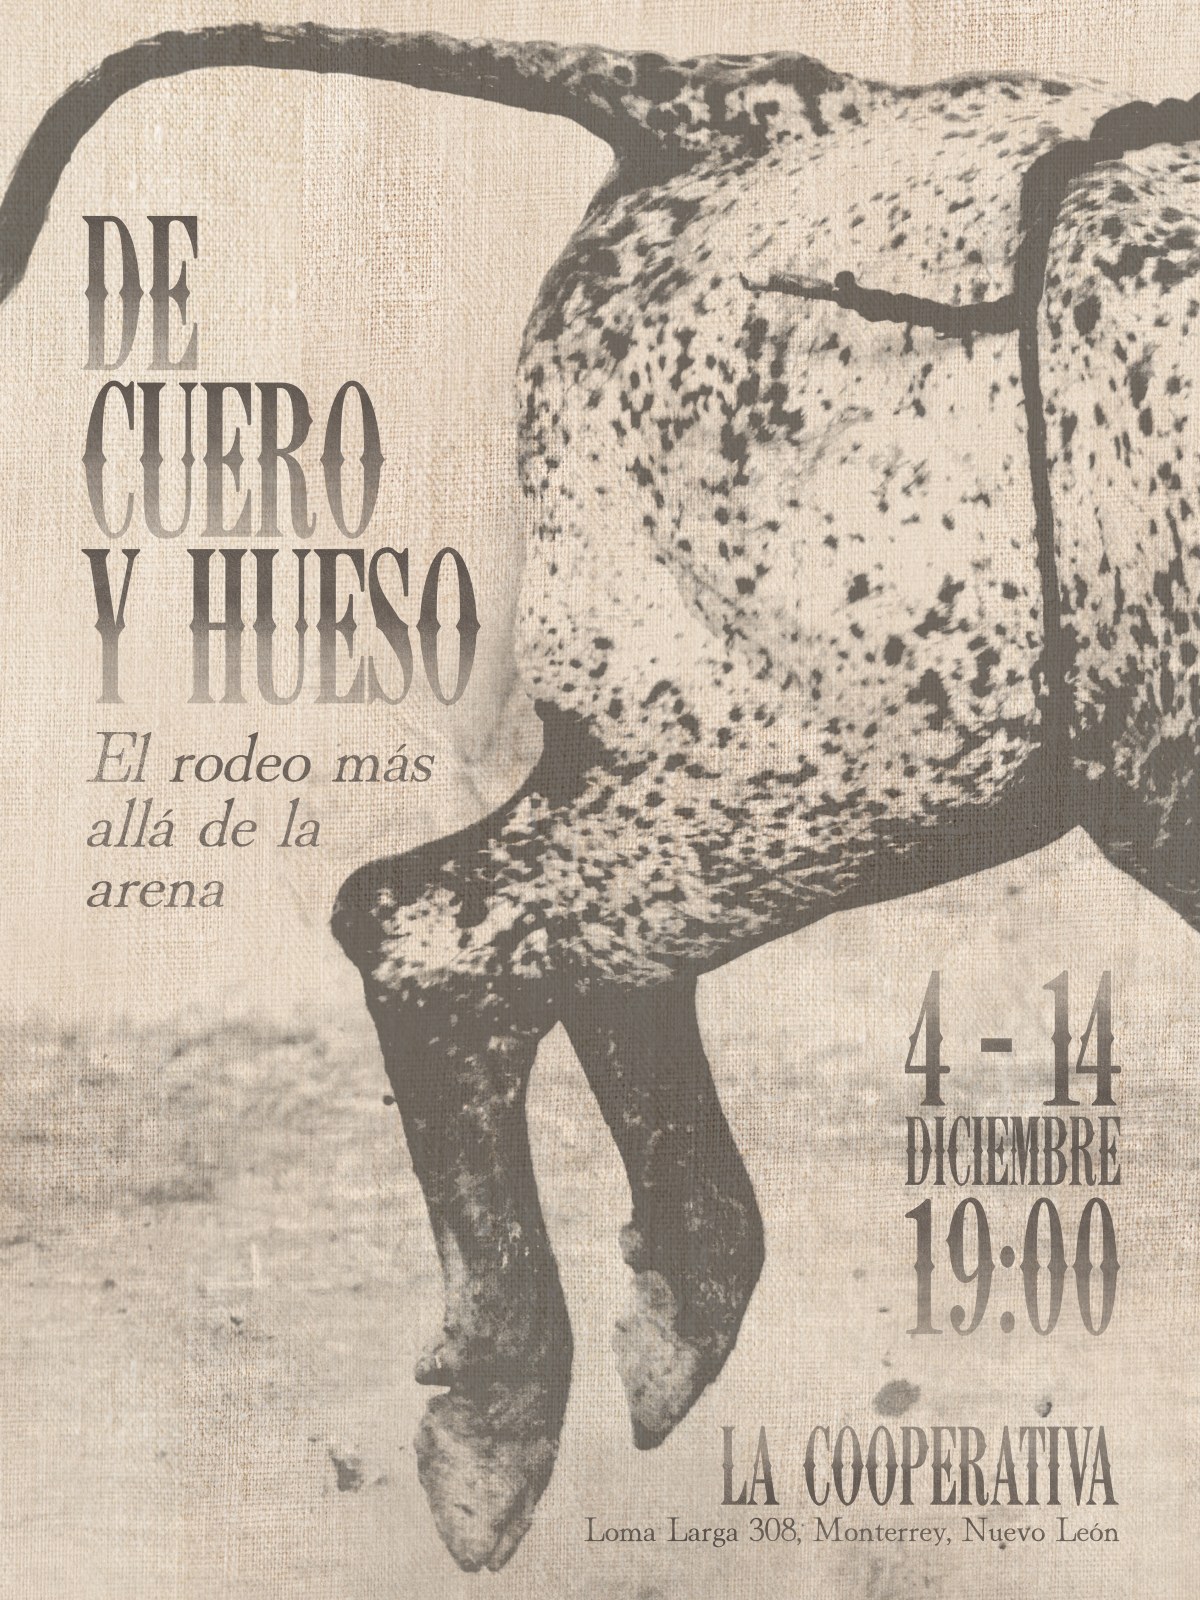 DE
CUERO
Y HUESO
El rodeo más
allá de la
arena
4 - 14
DICIEMBRE
19:00
LA COOPERATIVA
Loma Larga 308, Monterrey, Nuevo León